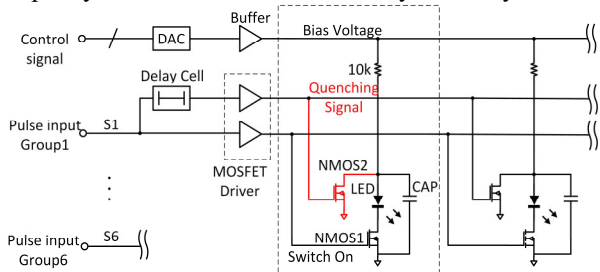 Buffer
Control
signal
DAC
Bias Voltage
10k
Delay Cell
Quenching
Signal
Pulse input
Group1
S1
MOSFET
Driver
NMOS2
LED
CAP
NMOS1
Switch On
Pulse input
Group6
S6